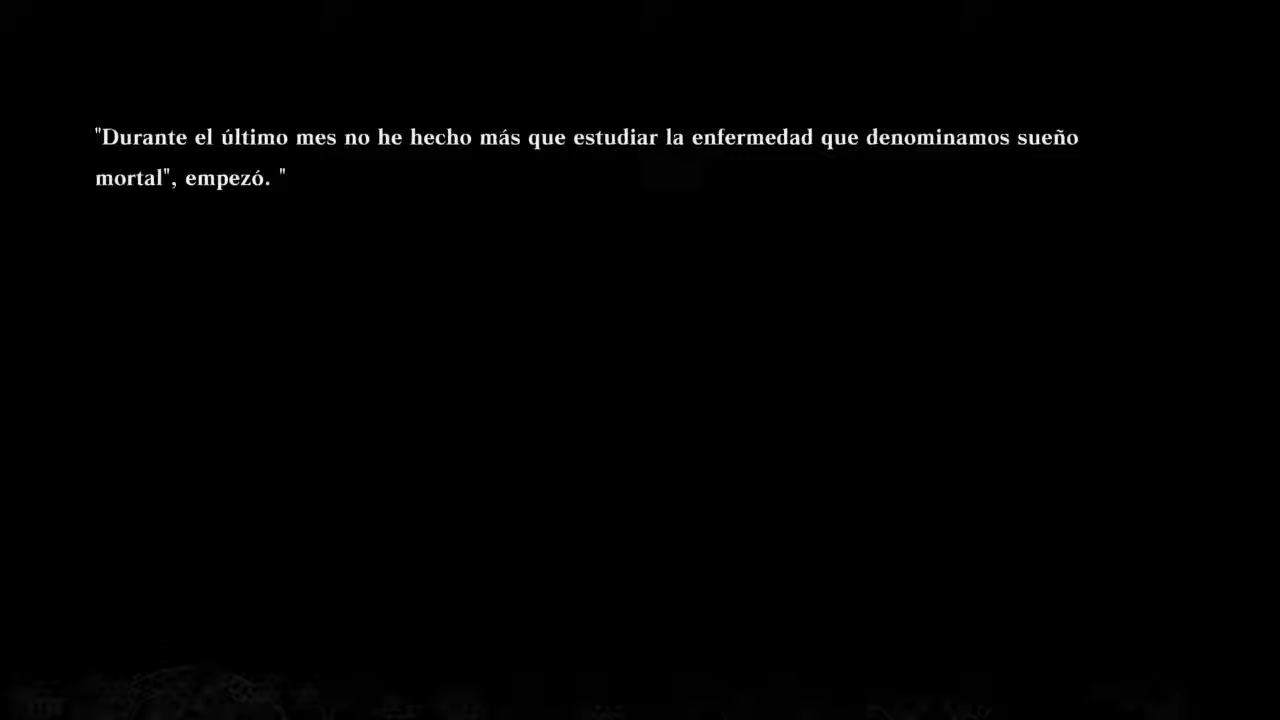 "Durante el último mes no he hecho más que estudiar la enfermedad que denominamos sueño
mortal", empezó. "